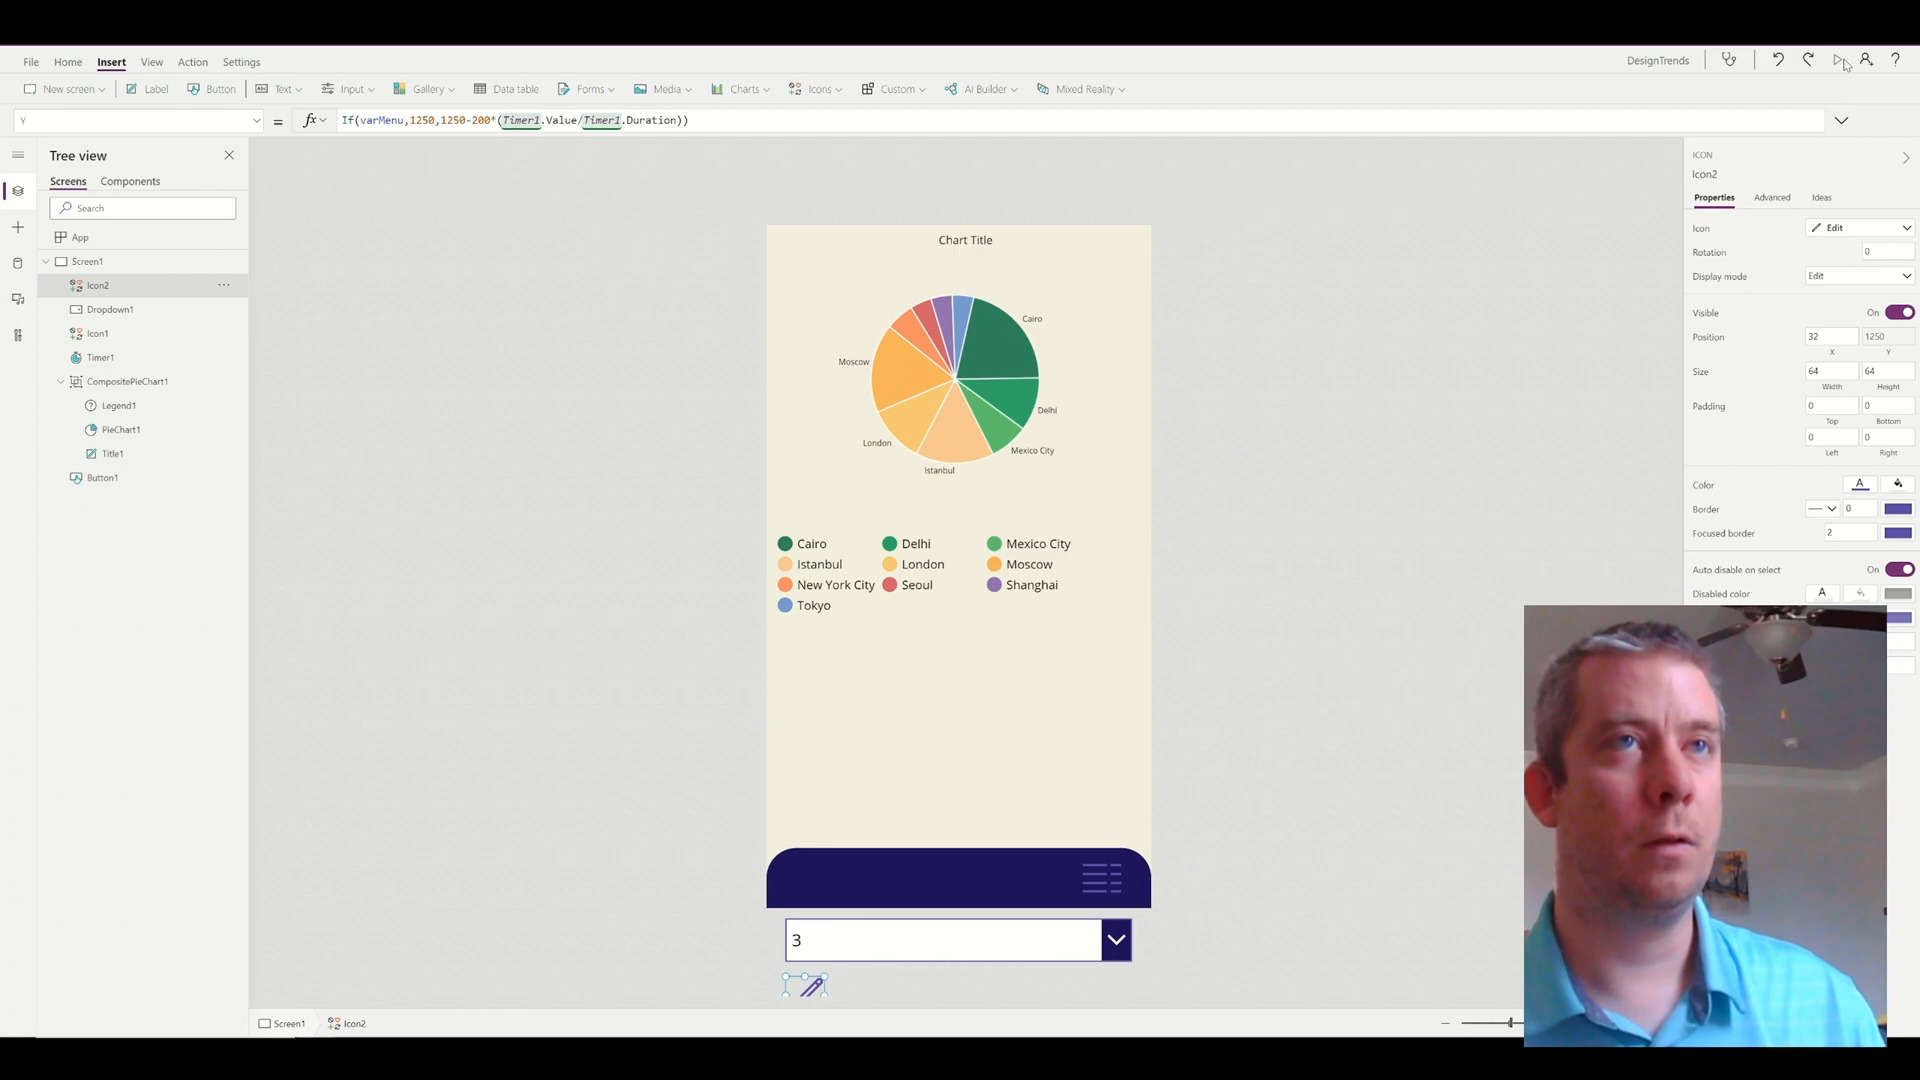 File Home Insert View Action Settings DesignTrends ?
New screen Label Button Text Input Gallery Data table Forms Media Charts Icons Custom AI Builder Mixed Reality
Y = fx If(varMenu,1250,1250-200*(Timer1.Value/Timer1.Duration))
Tree view
Screens Components
Search
App
Screen1
Icon2 ...
Dropdown1
Icon1
Timer1
CompositePieChart1
Legend1
PieChart1
Title1
Button1
Chart Title
Cairo
Moscow
Delhi
London
Mexico City
Istanbul
Cairo Delhi Mexico City
Istanbul London Moscow
New York City Seoul Shanghai
Tokyo
3
Screen1 Icon2
ICON
Icon2
Properties Advanced Ideas
Icon Edit
Rotation 0
Display mode Edit
Visible On
Position 32 1250
X Y
Size 64 64
Width Height
Padding 0 0
Top Bottom
0 0
Left Right
Color A
Border 0
Focused border 2
Auto disable on select On
Disabled color A